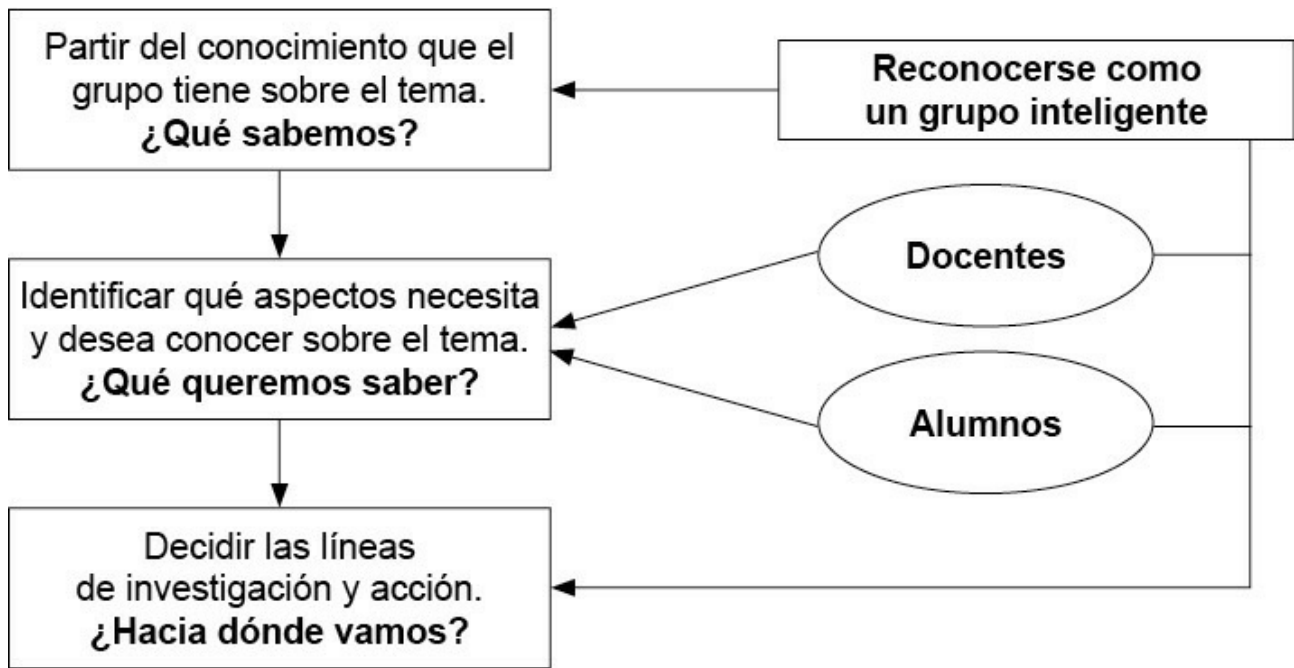 Partir del conocimiento que el
grupo tiene sobre el tema.
¿Qué sabemos?
Reconocerse como
un grupo inteligente
Docentes
Identificar qué aspectos necesita
y desea conocer sobre el tema.
¿Qué queremos saber?
Alumnos
Decidir las líneas
de investigación y acción.
¿Hacia dónde vamos?